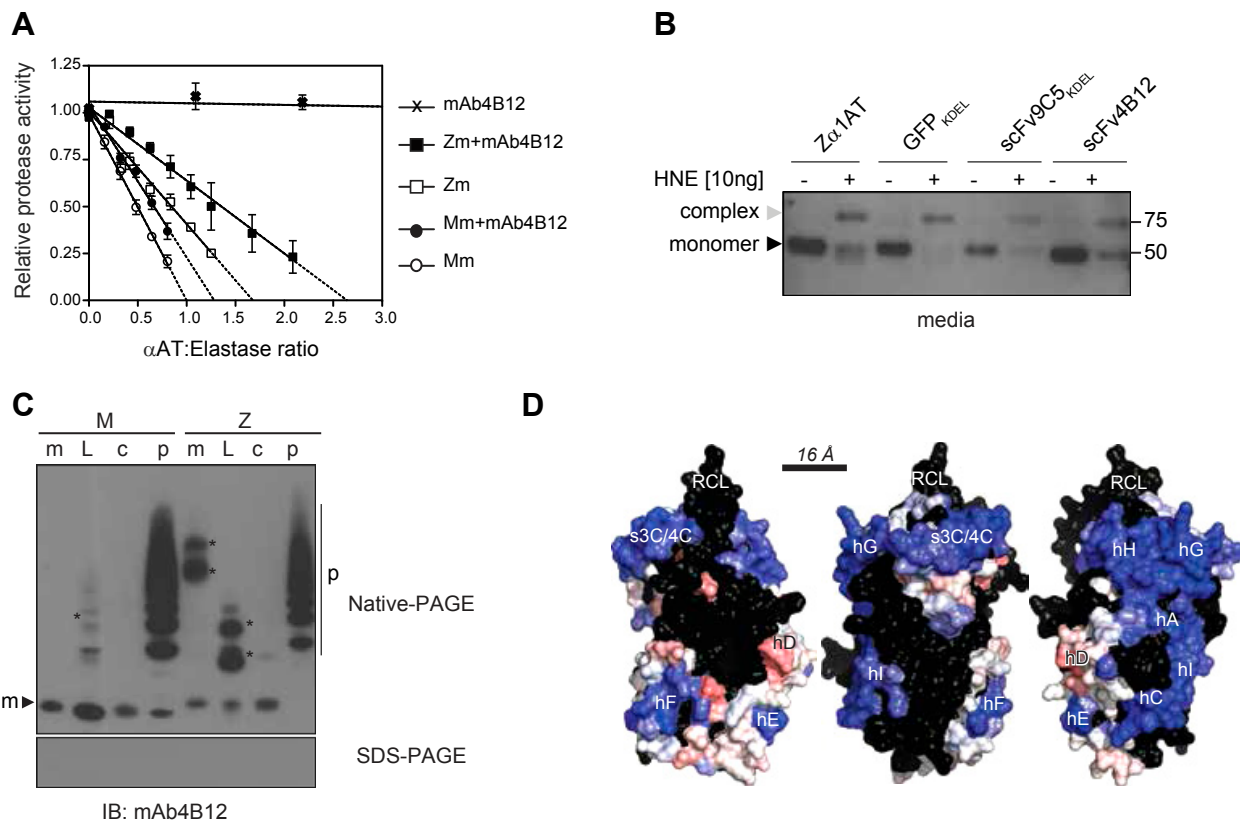 A
Relative protease activity
1.25
1.00
0.75
0.50
0.25
0.00
0.0 0.5 1.0 1.5 2.0 2.5 3.0
αAT:Elastase ratio
mAb4B12
Zm+mAb4B12
Zm
Mm+mAb4B12
Mm
B
Zα1AT GFP KDEL scFv9C5KDEL scFv4B12
HNE [10ng] - + - + - + - +
complex
monomer
75
50
media
C
M Z
m L c p m L c p
* * * * *
p
Native-PAGE
m
SDS-PAGE
IB: mAb4B12
D
16 Å
RCL RCL RCL
s3C/4C hG s3C/4C hH hG
hA
hD hI hD hI
hF hE hF hE hC